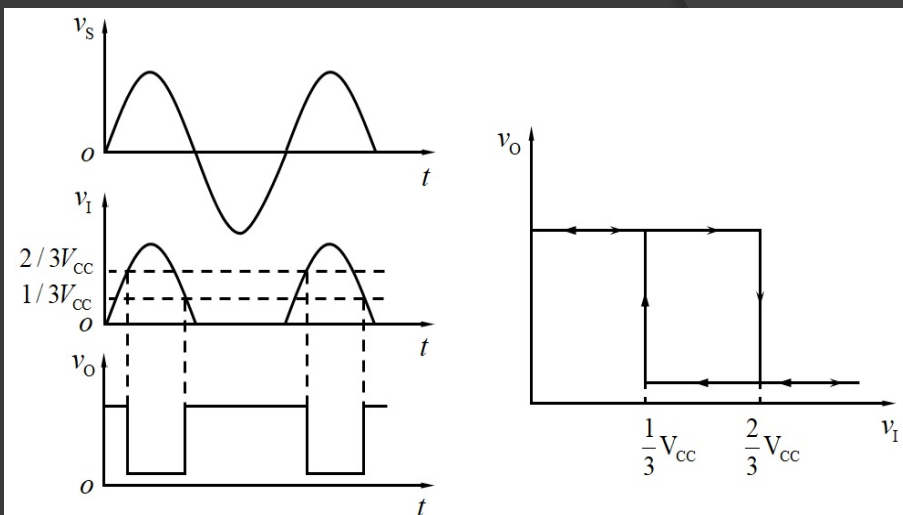 v_S
O
t
v_I
2/3V_CC
1/3V_CC
O
t
v_O
O
t
v_O
1/3 V_CC
2/3 V_CC
v_I